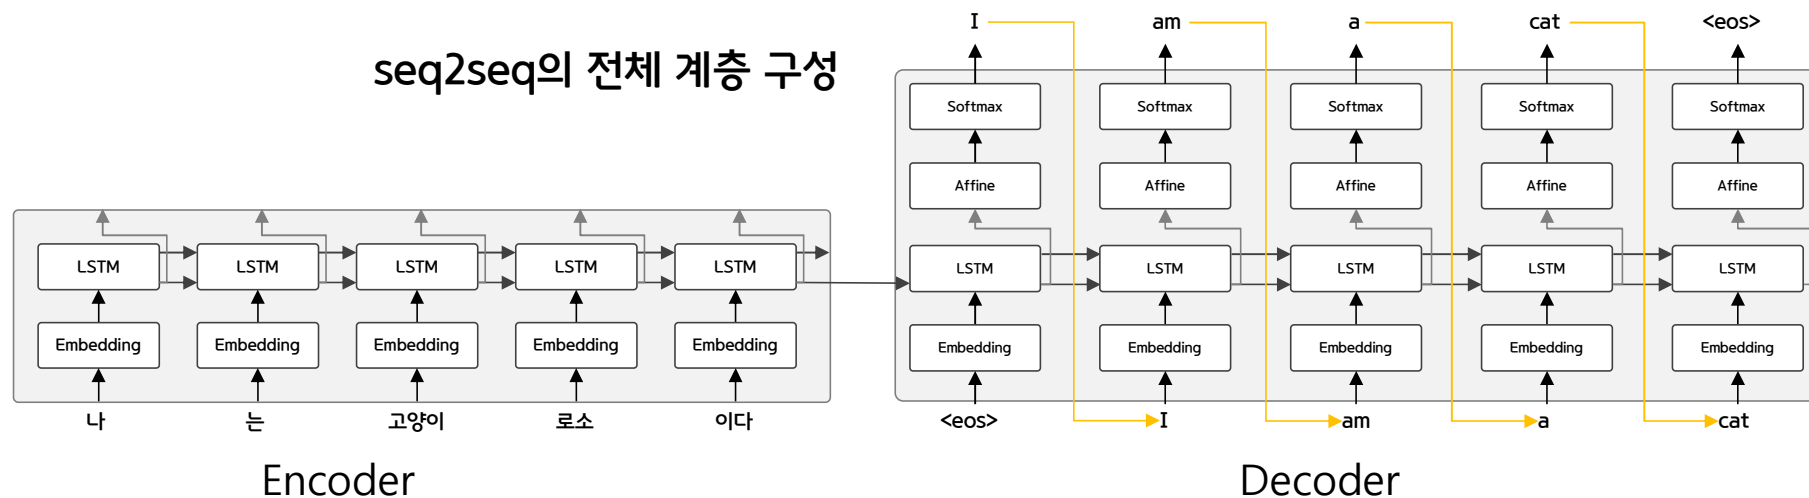 seq2seq의 전체 계층 구성
I am a cat <eos>
Softmax Softmax Softmax Softmax Softmax
Affine Affine Affine Affine Affine
LSTM LSTM LSTM LSTM LSTM
LSTM LSTM LSTM LSTM LSTM
Embedding Embedding Embedding Embedding Embedding
Embedding Embedding Embedding Embedding Embedding
나 는 고양이 로소 이다
<eos> I am a cat
Encoder
Decoder